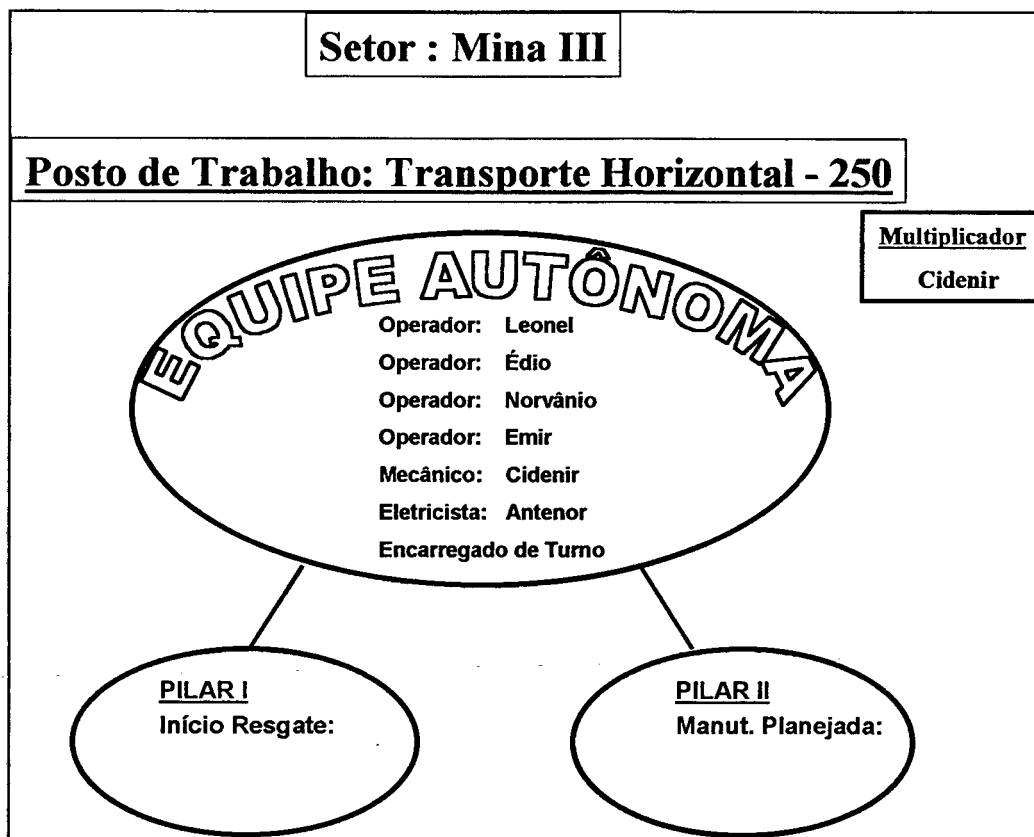 Setor : Mina III
Posto de Trabalho: Transporte Horizontal - 250
Multiplicador
Cidenir
EQUIPE AUTÔNOMA
Operador: Leonel
Operador: Édio
Operador: Norvânio
Operador: Emir
Mecânico: Cidenir
Eletricista: Antenor
Encarregado de Turno
PILAR I
Início Resgate:
PILAR II
Manut. Planejada: